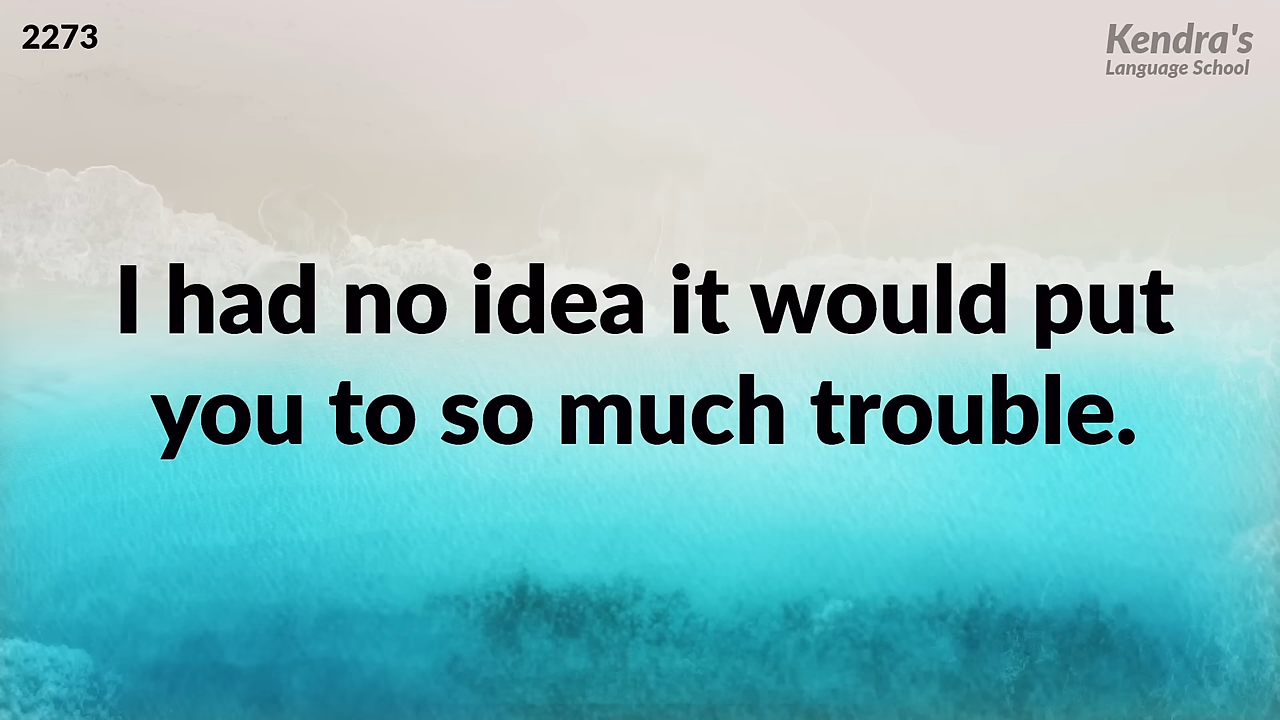 2273
Kendra's
Language School
I had no idea it would put
you to so much trouble.